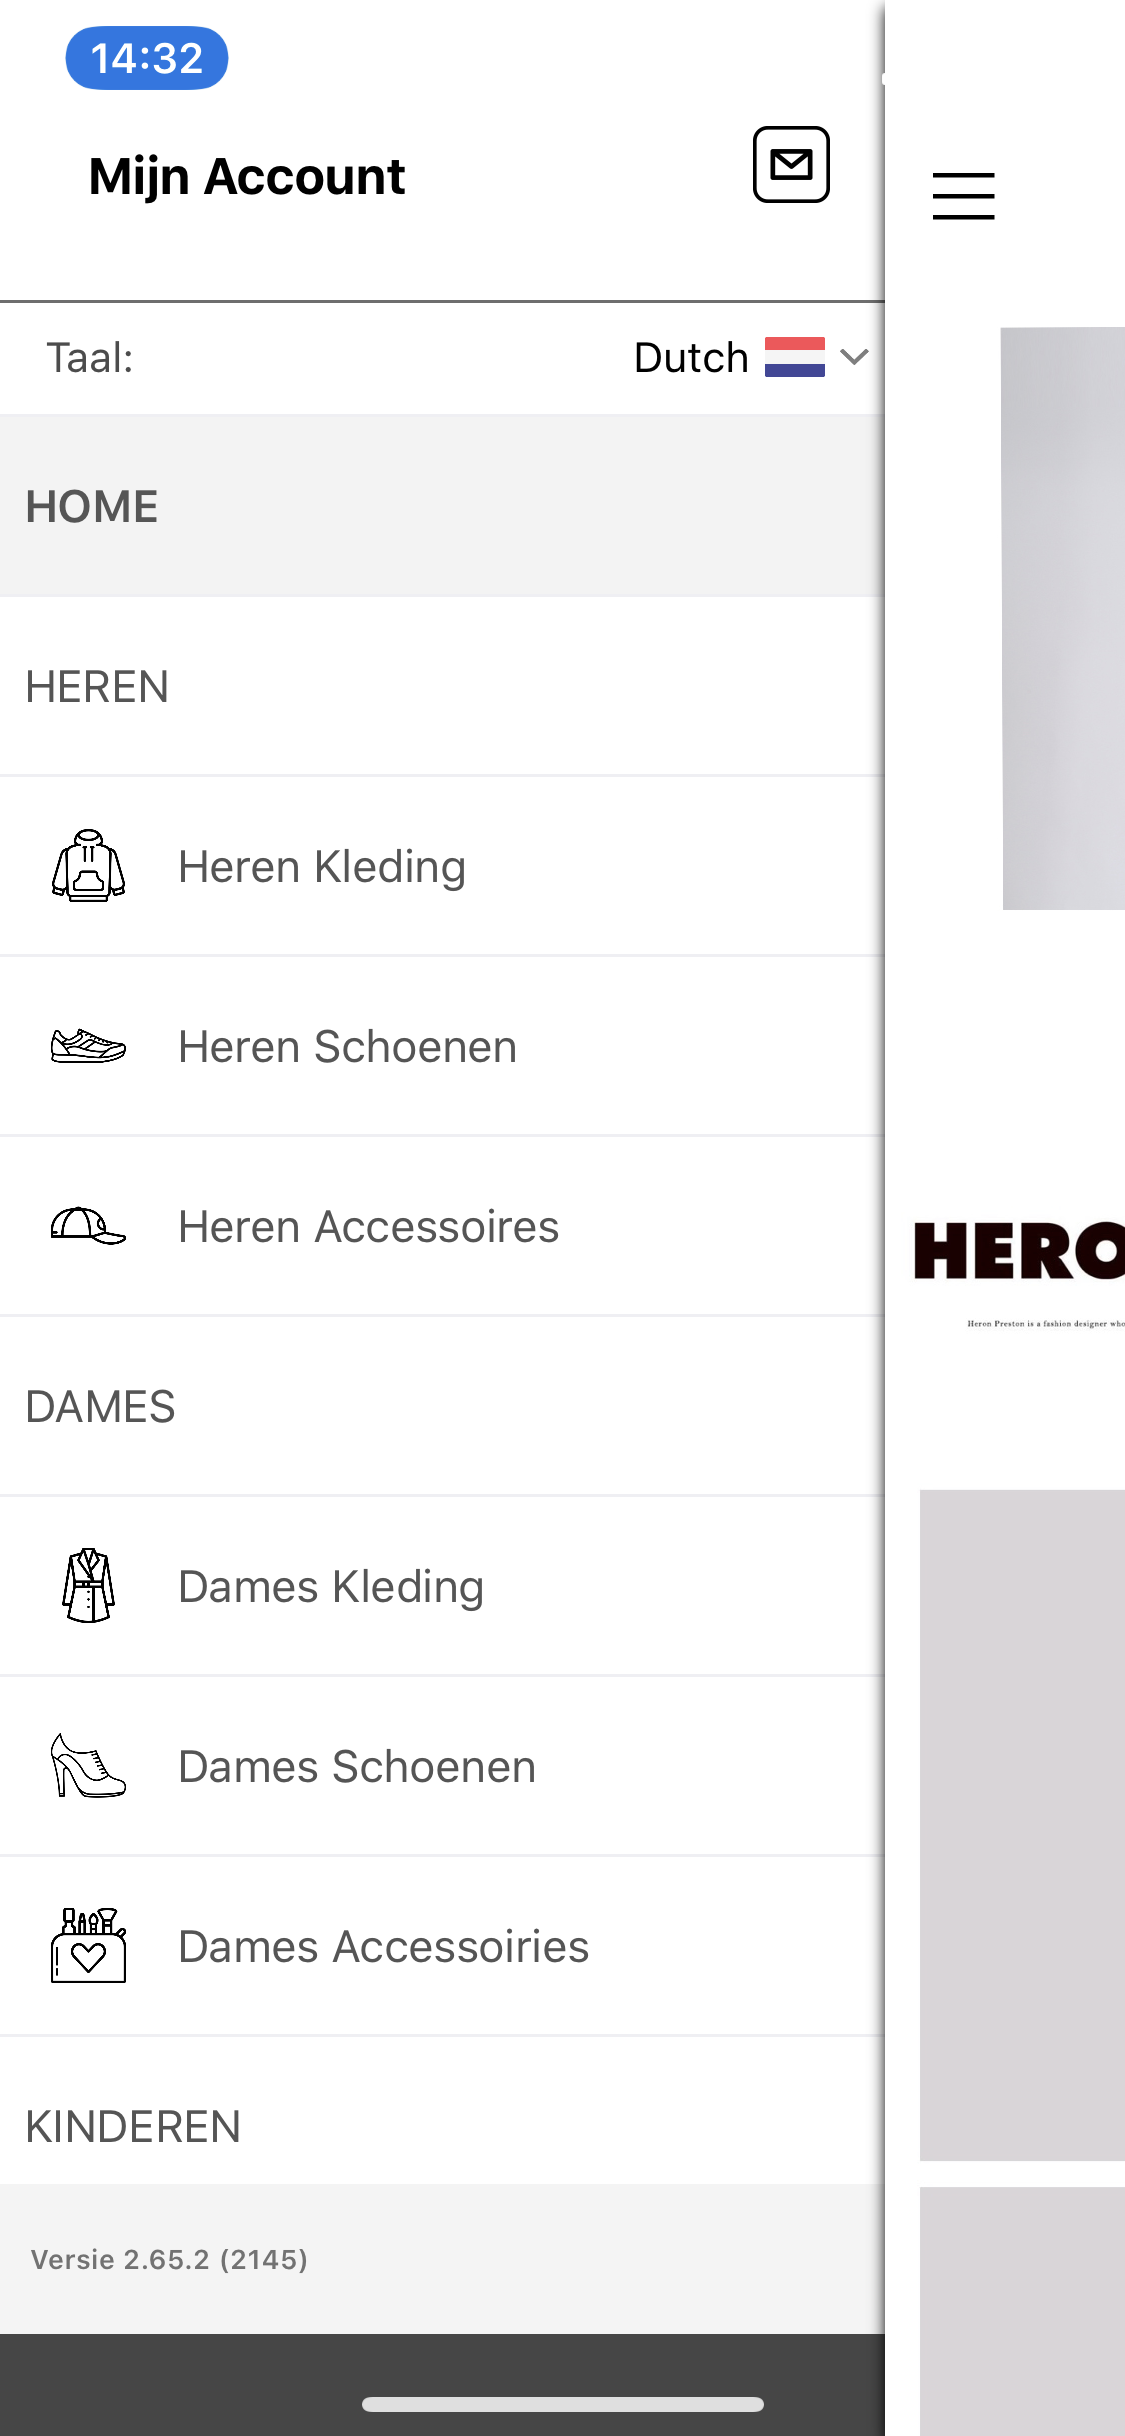 14:32
Mijn Account
Taal:
Dutch
HOME
HEREN
Heren Kleding
Heren Schoenen
Heren Accessoires
DAMES
Dames Kleding
Dames Schoenen
Dames Accessoiries
KINDEREN
Versie 2.65.2 (2145)
HERO
Heron Preston is a fashion designer who